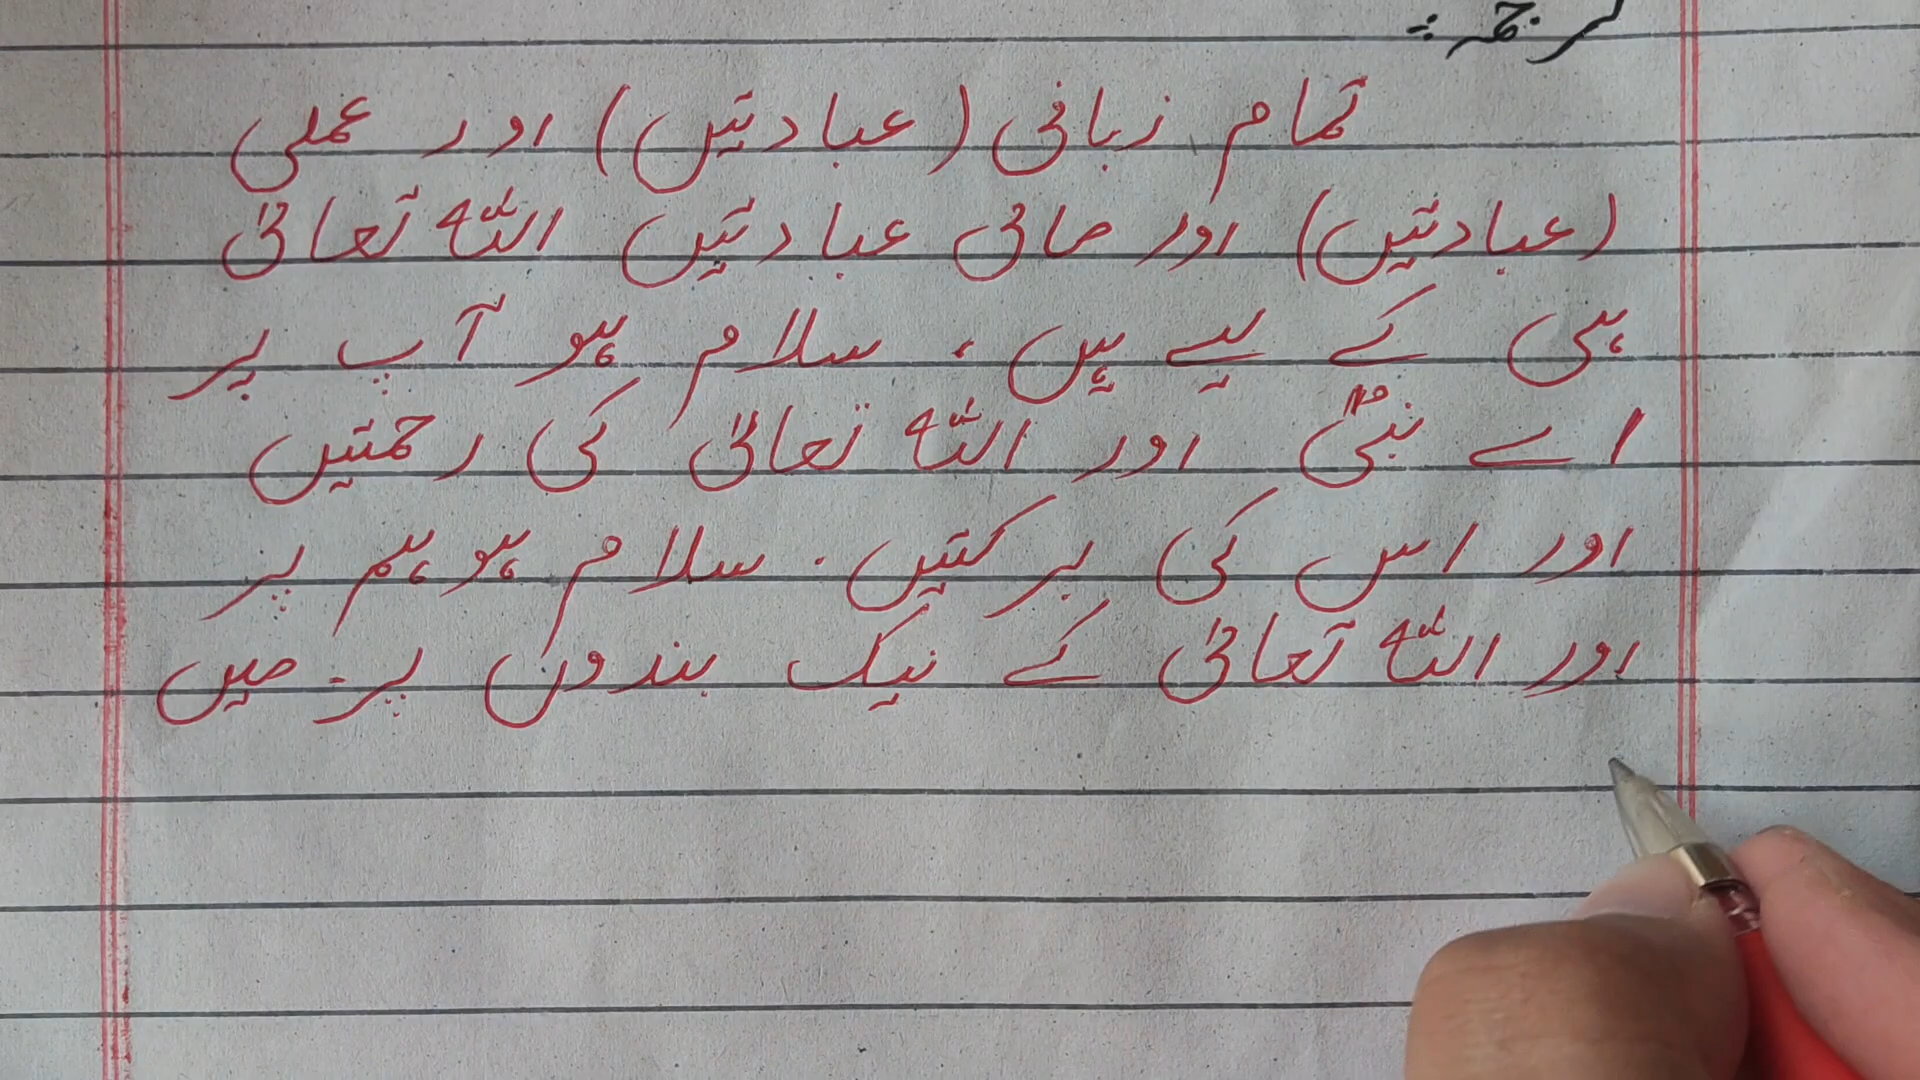 ترجمہ :-
تمام زبانی (عبادتیں) اور عملی
(عبادتیں) اور مالی عبادتیں اللہ تعالیٰ
ہی کے لیے ہیں، سلام ہو آپ پر
اے نبیؐ اور اللہ تعالیٰ کی رحمتیں
اور اس کی برکتیں۔ سلام ہو ہم پر
اور اللہ تعالیٰ کے نیک بندوں پر۔ میں